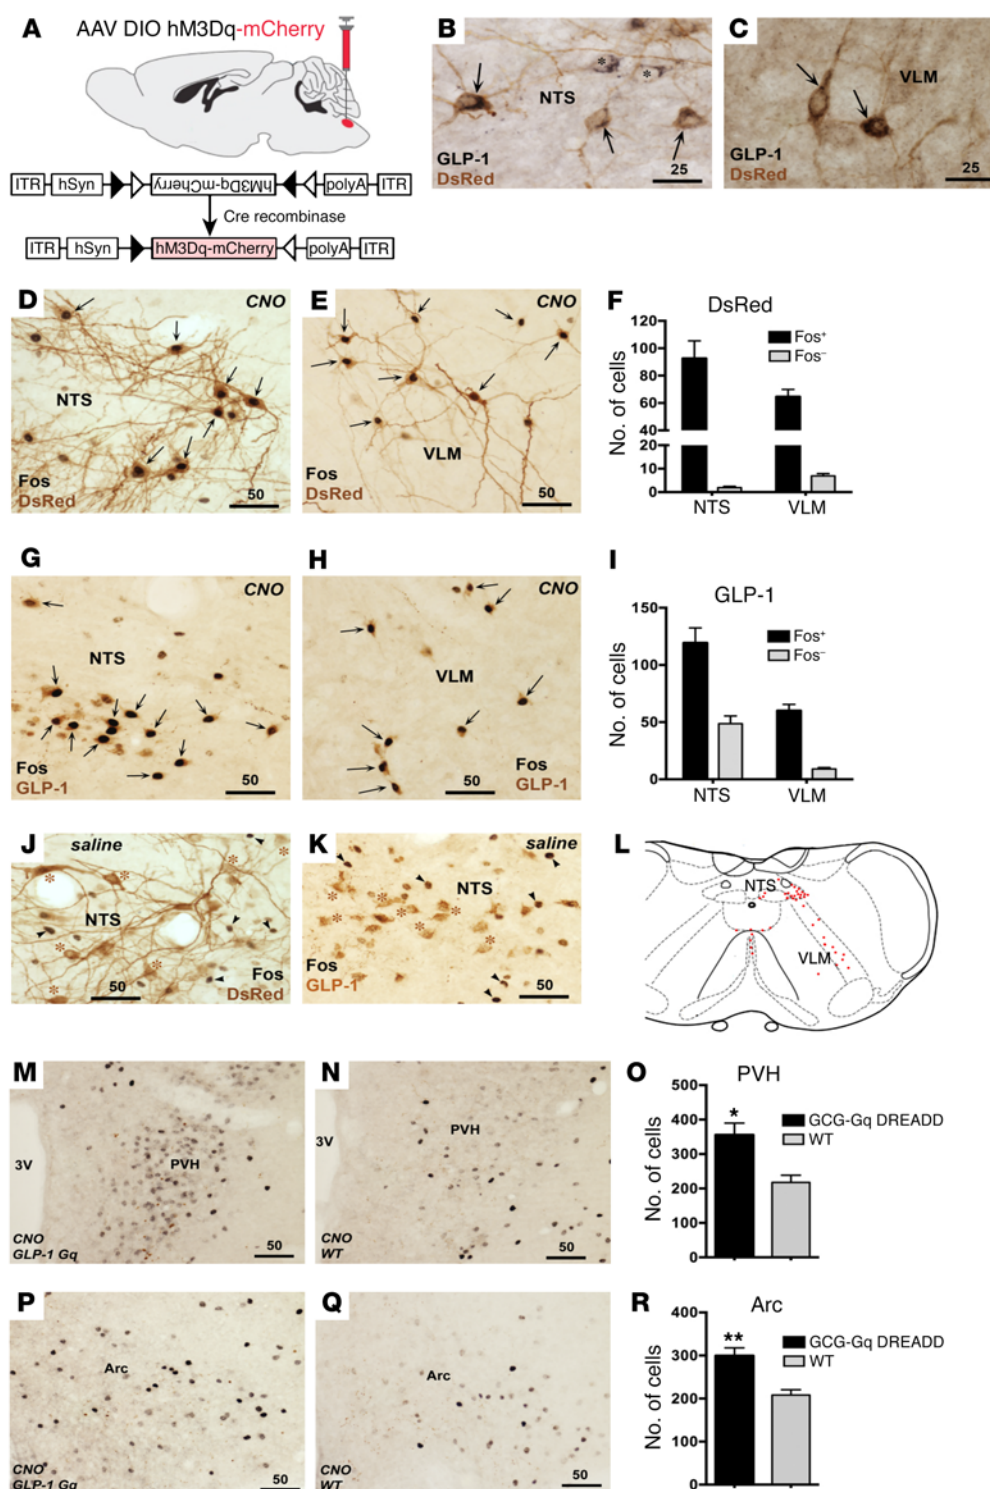 A
AAV DIO hM3Dq-mCherry
ITR hSyn hM3Dq-mCherry polyA ITR
Cre recombinase
ITR hSyn hM3Dq-mCherry polyA ITR
B
NTS
* *
GLP-1
DsRed
25
C
VLM
GLP-1
DsRed
25
D
CNO
NTS
Fos
DsRed
50
E
CNO
VLM
Fos
DsRed
50
F
DsRed
No. of cells
120
100
80
60
40
20
10
0
Fos+
Fos−
NTS VLM
G
CNO
NTS
Fos
GLP-1
50
H
CNO
VLM
Fos
GLP-1
50
I
GLP-1
No. of cells
150
100
50
0
Fos+
Fos−
NTS VLM
J
saline
NTS
Fos
DsRed
50
K
saline
NTS
Fos
GLP-1
50
L
NTS
VLM
M
3V
PVH
CNO
GLP-1 Gq
50
N
PVH
CNO
WT
50
O
PVH
No. of cells
500
400
300
200
100
0
*
GCG-Gq DREADD
WT
P
Arc
CNO
GLP-1 Gq
50
Q
Arc
CNO
WT
50
R
Arc
No. of cells
400
300
200
100
0
**
GCG-Gq DREADD
WT